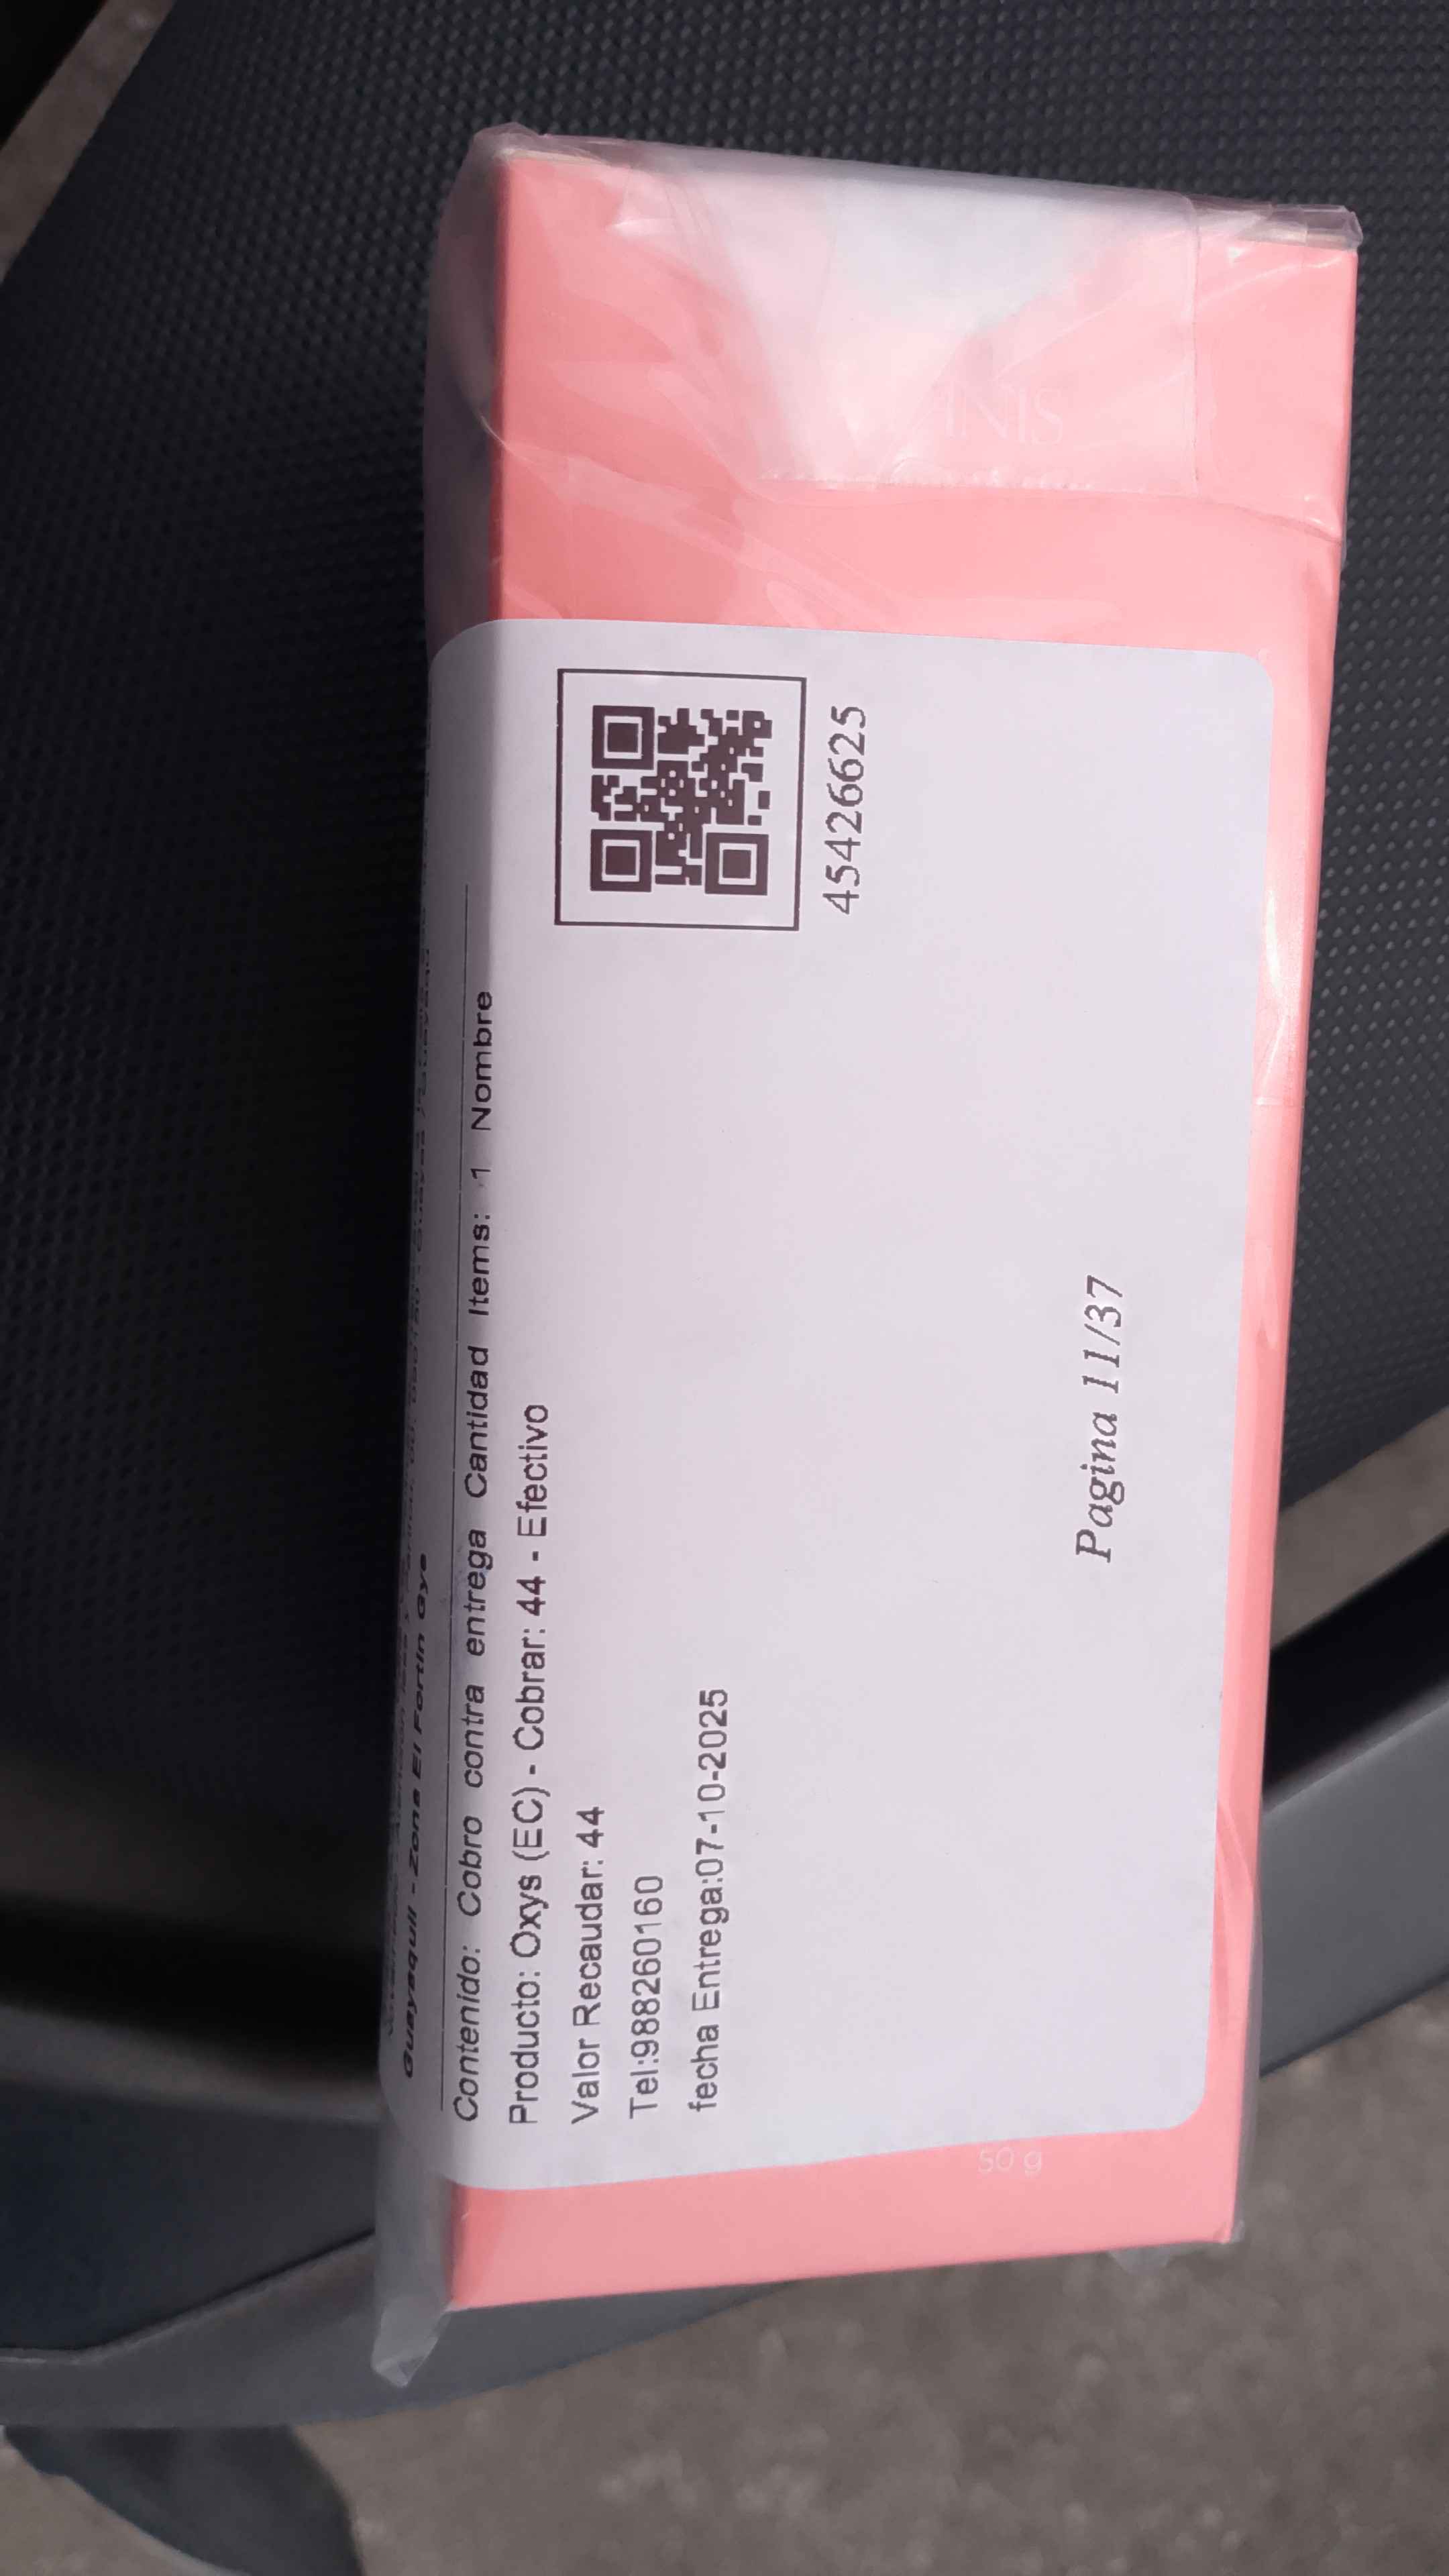 Guayaquil - Zona El Fortin Gye
Contenido: Cobro contra entrega Cantidad Items: 1 Nombre
Producto: Oxys (EC) - Cobrar: 44 - Efectivo
Valor Recaudar: 44
Tel:988260160
fecha Entrega:07-10-2025
45426625
Pagina 11/37
50 g